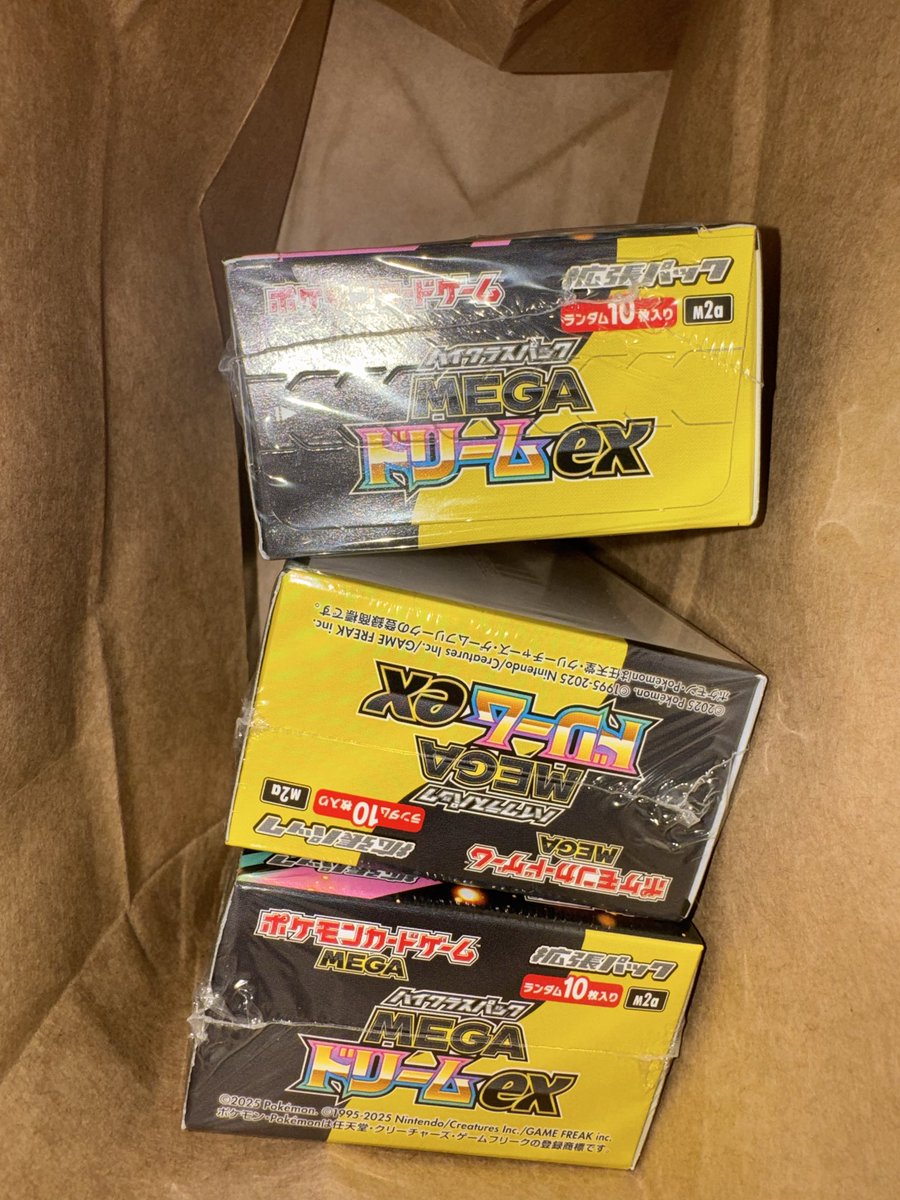 ポケモンカードゲーム
拡張パック
ランダム10枚入り M2a
ハイクラスパック
MEGA
ドリームex
©2025 Pokémon. ©1995-2025 Nintendo/Creatures Inc./GAME FREAK inc.
ポケモン・Pokémonは任天堂・クリーチャーズ・ゲームフリークの登録商標です。
ポケモンカードゲーム
MEGA
拡張パック
ランダム10枚入り M2a
ハイクラスパック
MEGA
ドリームex
拡張パック
ポケモンカードゲーム
MEGA
拡張パック
ランダム10枚入り M2a
ハイクラスパック
MEGA
ドリームex
©2025 Pokémon. ©1995-2025 Nintendo/Creatures Inc./GAME FREAK inc.
ポケモン・Pokémonは任天堂・クリーチャーズ・ゲームフリークの登録商標です。